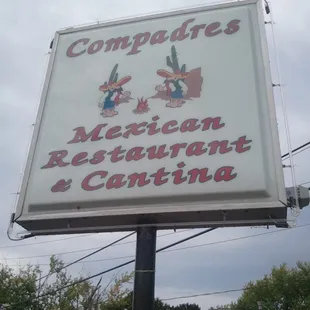 Compadres
Mexican
Restaurant
& Cantina